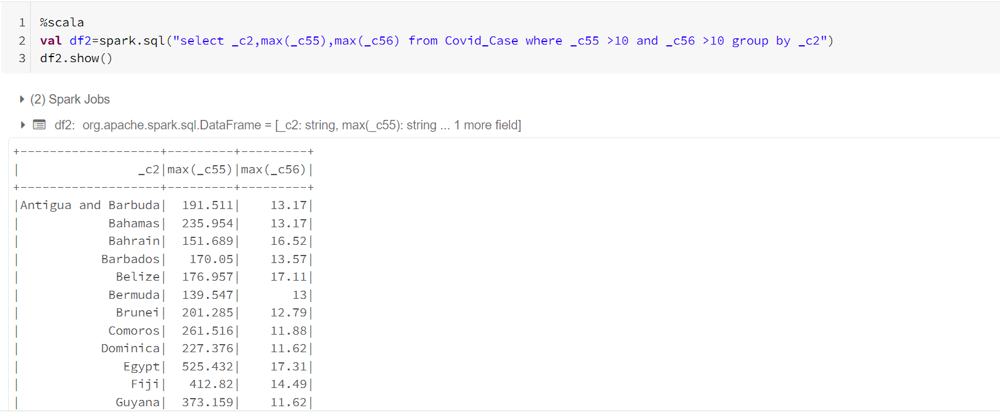 1 %scala
2 val df2=spark.sql("select _c2,max(_c55),max(_c56) from Covid_Case where _c55 >10 and _c56 >10 group by _c2")
3 df2.show()
(2) Spark Jobs
df2: org.apache.spark.sql.DataFrame = [_c2: string, max(_c55): string ... 1 more field]
+-------------------+---------+---------+
|                _c2|max(_c55)|max(_c56)|
+-------------------+---------+---------+
|Antigua and Barbuda|  191.511|    13.17|
|            Bahamas|  235.954|    13.17|
|            Bahrain|  151.689|    16.52|
|           Barbados|   170.05|    13.57|
|             Belize|  176.957|    17.11|
|            Bermuda|  139.547|       13|
|             Brunei|  201.285|    12.79|
|            Comoros|  261.516|    11.88|
|           Dominica|  227.376|    11.62|
|              Egypt|  525.432|    17.31|
|               Fiji|   412.82|    14.49|
|             Guyana|  373.159|    11.62|